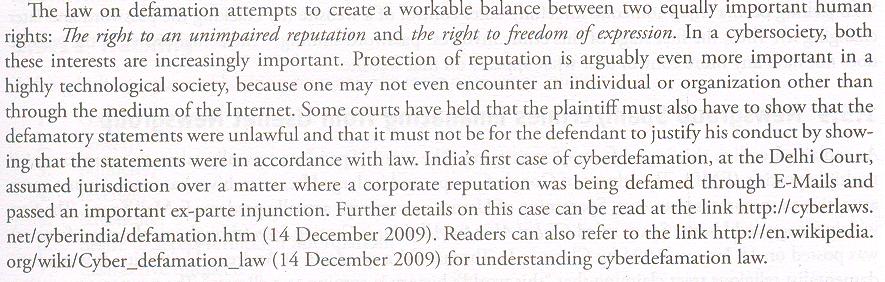 The law on defamation attempts to create a workable balance between two equally important human
rights: The right to an unimpaired reputation and the right to freedom of expression. In a cybersociety, both
these interests are increasingly important. Protection of reputation is arguably even more important in a
highly technological society, because one may not even encounter an individual or organization other than
through the medium of the Internet. Some courts have held that the plaintiff must also have to show that the
defamatory statements were unlawful and that it must not be for the defendant to justify his conduct by show-
ing that the statements were in accordance with law. India's first case of cyberdefamation, at the Delhi Court,
assumed jurisdiction over a matter where a corporate reputation was being defamed through E-Mails and
passed an important ex-parte injunction. Further details on this case can be read at the link http://cyberlaws.
net/cyberindia/defamation.htm (14 December 2009). Readers can also refer to the link http://en.wikipedia.
org/wiki/Cyber_defamation_law (14 December 2009) for understanding cyberdefamation law.